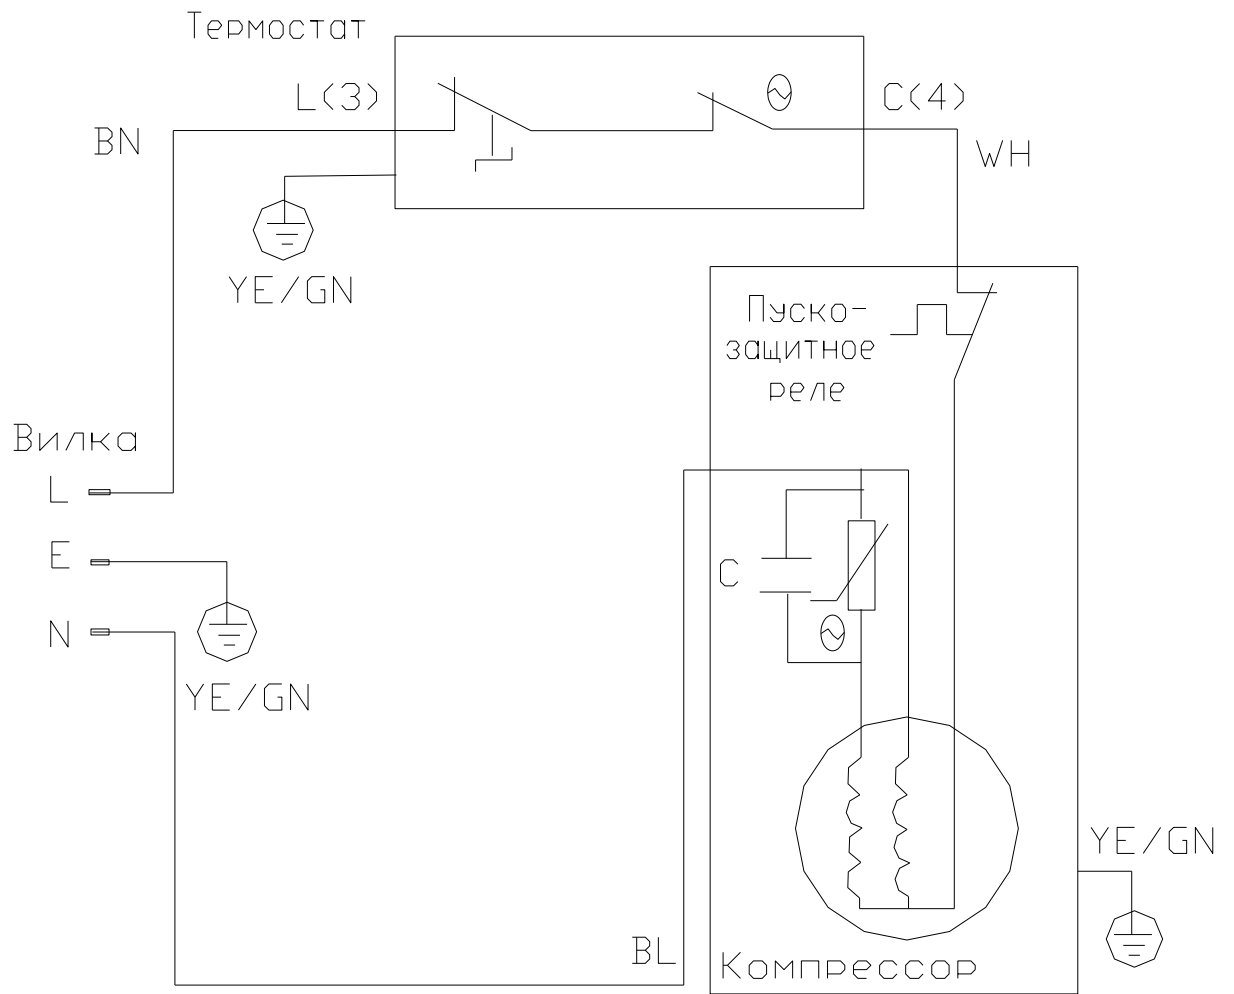 Термостат
L(3)
C(4)
BN
WH
YE/GN
Пуско-
защитное
реле
Вилка
L
E
C
N
YE/GN
YE/GN
BL
Компрессор